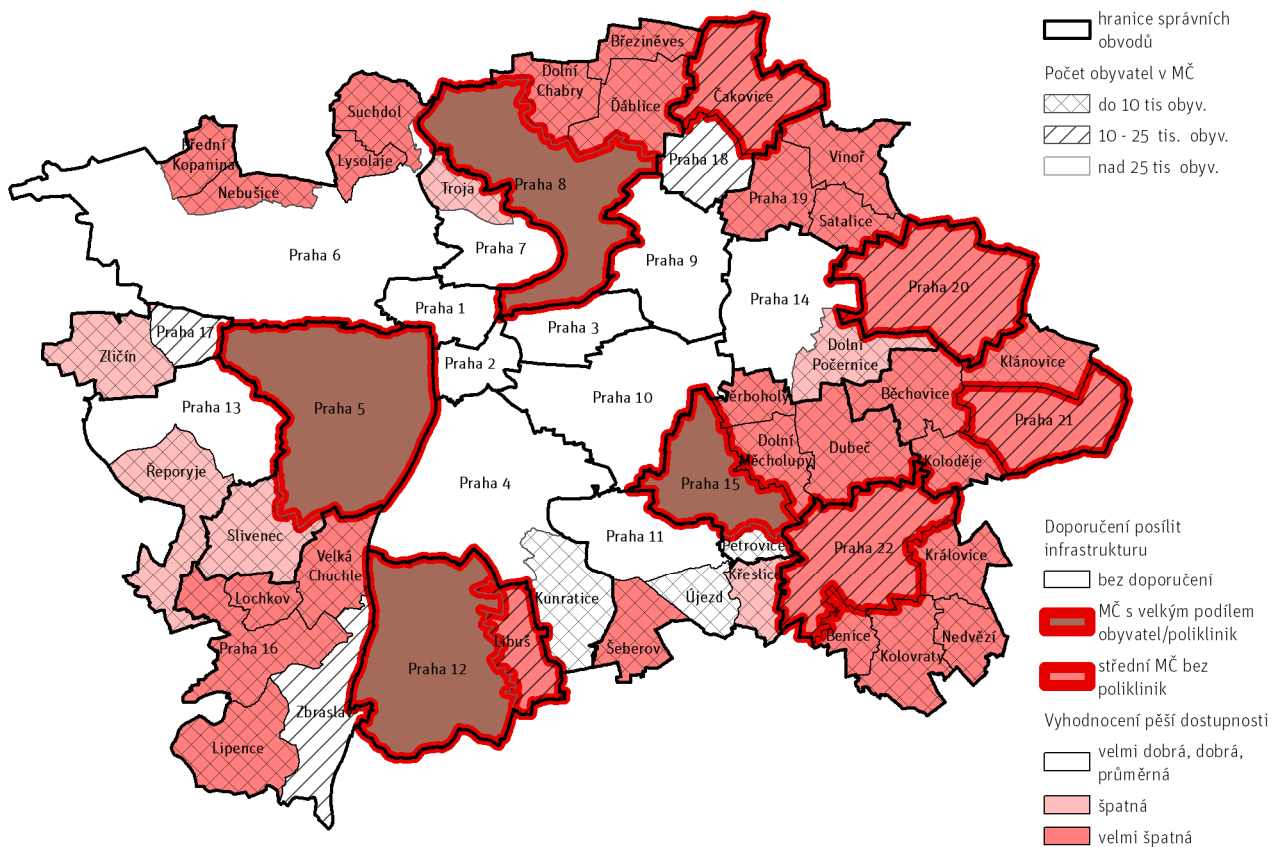 Březiněves
Dolní
Chabry
Ďáblice
Čakovice
Suchdol
Lysolaje
Přední
Kopanina
Nebušice
Troja
Praha 8
Praha 18
Vinoř
Praha 19
Satalice
Praha 6
Praha 7
Praha 9
Praha 20
Praha 14
Praha 1
Praha 3
Praha 17
Zličín
Praha 2
Dolní
Počernice
Klánovice
Praha 13
Praha 5
Praha 10
Štěrboholy
Běchovice
Praha 21
Dolní
Měcholupy
Dubeč
Koloděje
Řeporyje
Praha 4
Praha 15
Slivenec
Praha 11
Petrovice
Praha 22
Královice
Velká
Chuchle
Křeslice
Lochkov
Kunratice
Újezd
Praha 16
Libuš
Šeberov
Benice
Nedvězí
Kolovraty
Praha 12
Zbraslav
Lipence
hranice správních
obvodů
Počet obyvatel v MČ
do 10 tis obyv.
10 - 25 tis. obyv.
nad 25 tis obyv.
Doporučení posílit
infrastrukturu
bez doporučení
MČ s velkým podílem
obyvatel/poliklinik
střední MČ bez
poliklinik
Vyhodnocení pěší dostupnosti
velmi dobrá, dobrá,
průměrná
špatná
velmi špatná